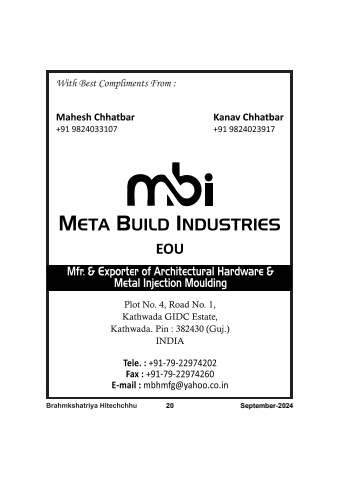 With Best Compliments From :
Mahesh Chhatbar Kanav Chhatbar
+91 9824033107 +91 9824023917
mbi
META BUILD INDUSTRIES
EOU
Mfr. & Exporter of Architectural Hardware &
Metal Injection Moulding
Plot No. 4, Road No. 1,
Kathwada GIDC Estate,
Kathwada. Pin : 382430 (Guj.)
INDIA
Tele. : +91-79-22974202
Fax : +91-79-22974260
E-mail : mbhmfg@yahoo.co.in
Brahmkshatriya Hitechchhu 20 September-2024